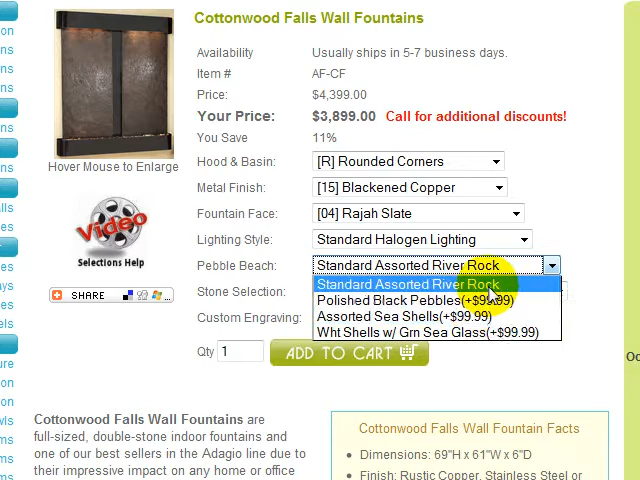 Cottonwood Falls Wall Fountains
Availability Usually ships in 5-7 business days.
Item # AF-CF
Price: $4,399.00
Your Price: $3,899.00 Call for additional discounts!
You Save 11%
Hood & Basin: [R] Rounded Corners
Hover Mouse to Enlarge
Metal Finish: [15] Blackened Copper
Fountain Face: [04] Rajah Slate
Video
Lighting Style: Standard Halogen Lighting
Selections Help
Pebble Beach: Standard Assorted River Rock
Standard Assorted River Rock
SHARE
Stone Selection:
Polished Black Pebbles(+$99.99)
Assorted Sea Shells(+$99.99)
Custom Engraving:
Wht Shells w/ Grn Sea Glass(+$99.99)
Qty 1 ADD TO CART
Cottonwood Falls Wall Fountains are
full-sized, double-stone indoor fountains and
one of our best sellers in the Adagio line due to
their impressive impact on any home or office
Cottonwood Falls Wall Fountain Facts
Dimensions: 69"H x 61"W x 6"D
Finish: Rustic Copper, Stainless Steel or